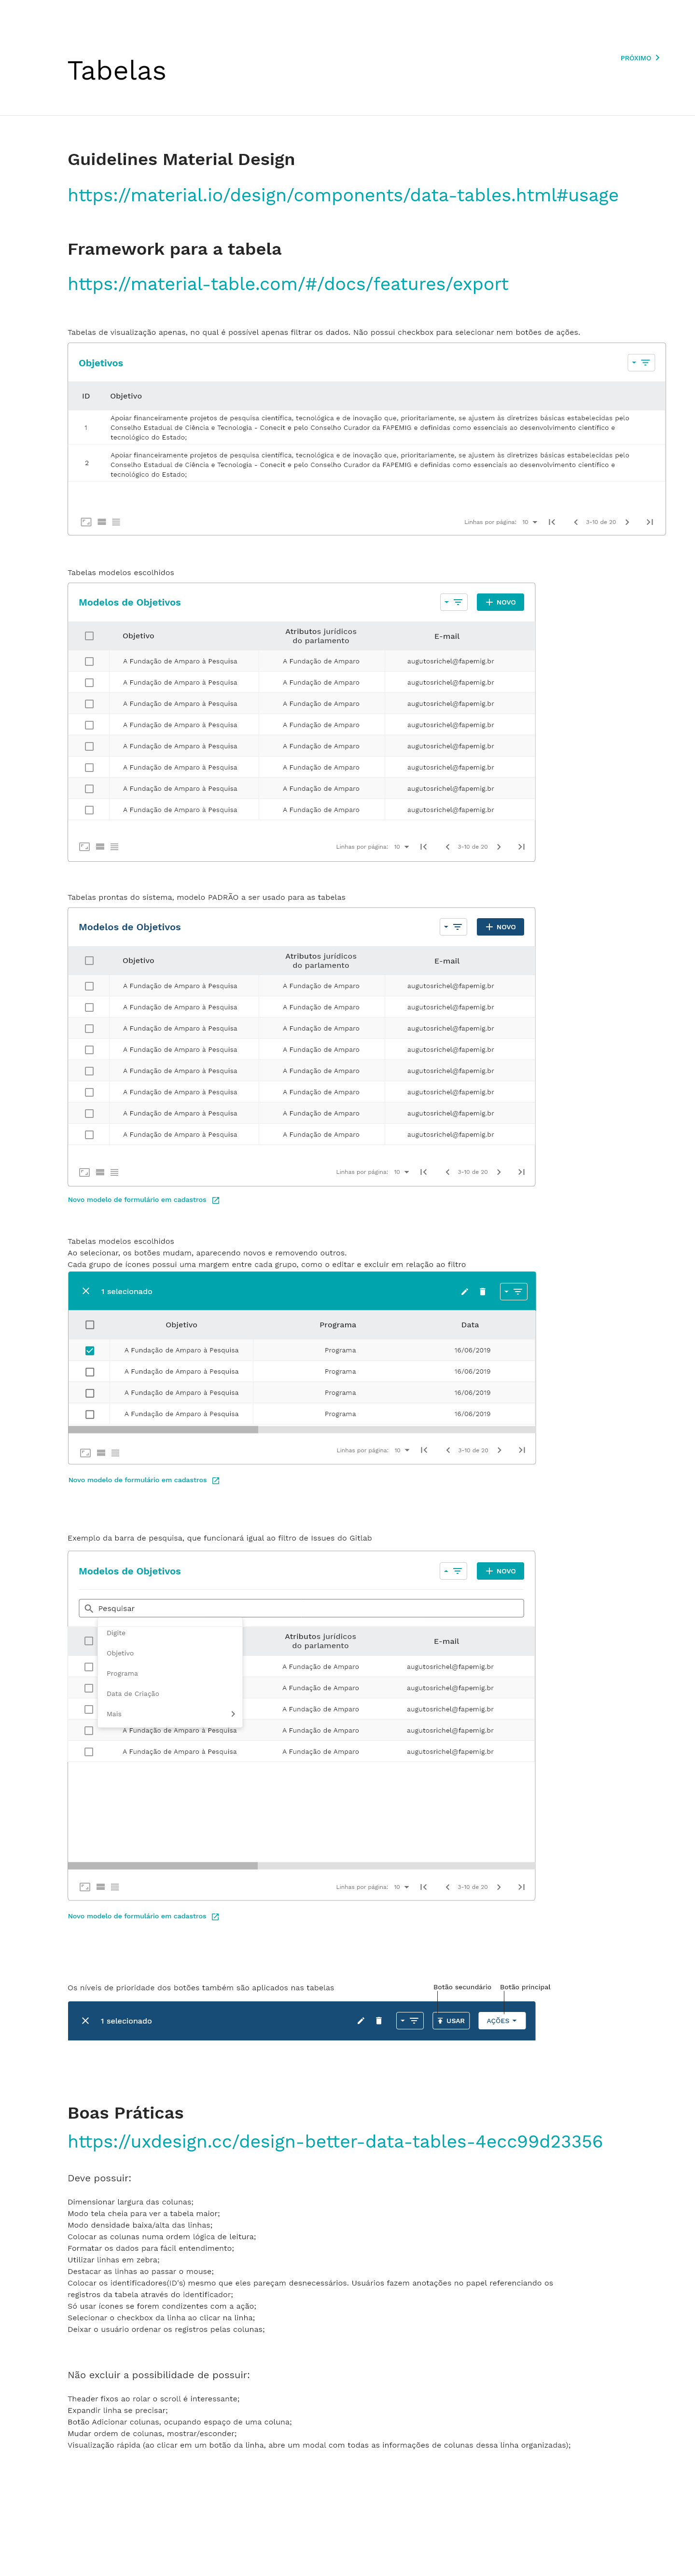 PRÓXIMO
Tabelas
Guidelines Material Design
https://material.io/design/components/data-tables.html#usage
Framework para a tabela
https://material-table.com/#/docs/features/export
Tabelas de visualização apenas, no qual é possível apenas filtrar os dados. Não possui checkbox para selecionar nem botões de ações.
Objetivos
ID Objetivo
Apoiar financeiramente projetos de pesquisa científica, tecnológica e de inovação que, prioritariamente, se ajustem às diretrizes básicas estabelecidas pelo
1 Conselho Estadual de Ciência e Tecnologia - Conecit e pelo Conselho Curador da FAPEMIG e definidas como essenciais ao desenvolvimento científico e
tecnológico do Estado;
Apoiar financeiramente projetos de pesquisa científica, tecnológica e de inovação que, prioritariamente, se ajustem às diretrizes básicas estabelecidas pelo
2 Conselho Estadual de Ciência e Tecnologia - Conecit e pelo Conselho Curador da FAPEMIG e definidas como essenciais ao desenvolvimento científico e
tecnológico do Estado;
Linhas por página: 10 3-10 de 20
Tabelas modelos escolhidos
Modelos de Objetivos NOVO
Objetivo Atributos jurídicos do parlamento E-mail
A Fundação de Amparo à Pesquisa A Fundação de Amparo augutosrichel@fapemig.br
A Fundação de Amparo à Pesquisa A Fundação de Amparo augutosrichel@fapemig.br
A Fundação de Amparo à Pesquisa A Fundação de Amparo augutosrichel@fapemig.br
A Fundação de Amparo à Pesquisa A Fundação de Amparo augutosrichel@fapemig.br
A Fundação de Amparo à Pesquisa A Fundação de Amparo augutosrichel@fapemig.br
A Fundação de Amparo à Pesquisa A Fundação de Amparo augutosrichel@fapemig.br
A Fundação de Amparo à Pesquisa A Fundação de Amparo augutosrichel@fapemig.br
A Fundação de Amparo à Pesquisa A Fundação de Amparo augutosrichel@fapemig.br
Linhas por página: 10 3-10 de 20
Tabelas prontas do sistema, modelo PADRÃO a ser usado para as tabelas
Modelos de Objetivos NOVO
Objetivo Atributos jurídicos do parlamento E-mail
A Fundação de Amparo à Pesquisa A Fundação de Amparo augutosrichel@fapemig.br
A Fundação de Amparo à Pesquisa A Fundação de Amparo augutosrichel@fapemig.br
A Fundação de Amparo à Pesquisa A Fundação de Amparo augutosrichel@fapemig.br
A Fundação de Amparo à Pesquisa A Fundação de Amparo augutosrichel@fapemig.br
A Fundação de Amparo à Pesquisa A Fundação de Amparo augutosrichel@fapemig.br
A Fundação de Amparo à Pesquisa A Fundação de Amparo augutosrichel@fapemig.br
A Fundação de Amparo à Pesquisa A Fundação de Amparo augutosrichel@fapemig.br
A Fundação de Amparo à Pesquisa A Fundação de Amparo augutosrichel@fapemig.br
Linhas por página: 10 3-10 de 20
Novo modelo de formulário em cadastros
Tabelas modelos escolhidos
Ao selecionar, os botões mudam, aparecendo novos e removendo outros.
Cada grupo de ícones possui uma margem entre cada grupo, como o editar e excluir em relação ao filtro
1 selecionado
Objetivo Programa Data
A Fundação de Amparo à Pesquisa Programa 16/06/2019
A Fundação de Amparo à Pesquisa Programa 16/06/2019
A Fundação de Amparo à Pesquisa Programa 16/06/2019
A Fundação de Amparo à Pesquisa Programa 16/06/2019
Linhas por página: 10 3-10 de 20
Novo modelo de formulário em cadastros
Exemplo da barra de pesquisa, que funcionará igual ao filtro de Issues do Gitlab
Modelos de Objetivos NOVO
Pesquisar
Atributos jurídicos do parlamento E-mail
Digite
Objetivo
Programa
Data de Criação
Mais
A Fundação de Amparo augutosrichel@fapemig.br
A Fundação de Amparo augutosrichel@fapemig.br
A Fundação de Amparo augutosrichel@fapemig.br
A Fundação de Amparo à Pesquisa A Fundação de Amparo augutosrichel@fapemig.br
A Fundação de Amparo à Pesquisa A Fundação de Amparo augutosrichel@fapemig.br
Linhas por página: 10 3-10 de 20
Novo modelo de formulário em cadastros
Os níveis de prioridade dos botões também são aplicados nas tabelas
Botão secundário Botão principal
1 selecionado USAR AÇÕES
Boas Práticas
https://uxdesign.cc/design-better-data-tables-4ecc99d23356
Deve possuir:
Dimensionar largura das colunas;
Modo tela cheia para ver a tabela maior;
Modo densidade baixa/alta das linhas;
Colocar as colunas numa ordem lógica de leitura;
Formatar os dados para fácil entendimento;
Utilizar linhas em zebra;
Destacar as linhas ao passar o mouse;
Colocar os identificadores(ID's) mesmo que eles pareçam desnecessários. Usuários fazem anotações no papel referenciando os
registros da tabela através do identificador;
Só usar ícones se forem condizentes com a ação;
Selecionar o checkbox da linha ao clicar na linha;
Deixar o usuário ordenar os registros pelas colunas;
Não excluir a possibilidade de possuir:
Theader fixos ao rolar o scroll é interessante;
Expandir linha se precisar;
Botão Adicionar colunas, ocupando espaço de uma coluna;
Mudar ordem de colunas, mostrar/esconder;
Visualização rápida (ao clicar em um botão da linha, abre um modal com todas as informações de colunas dessa linha organizadas);